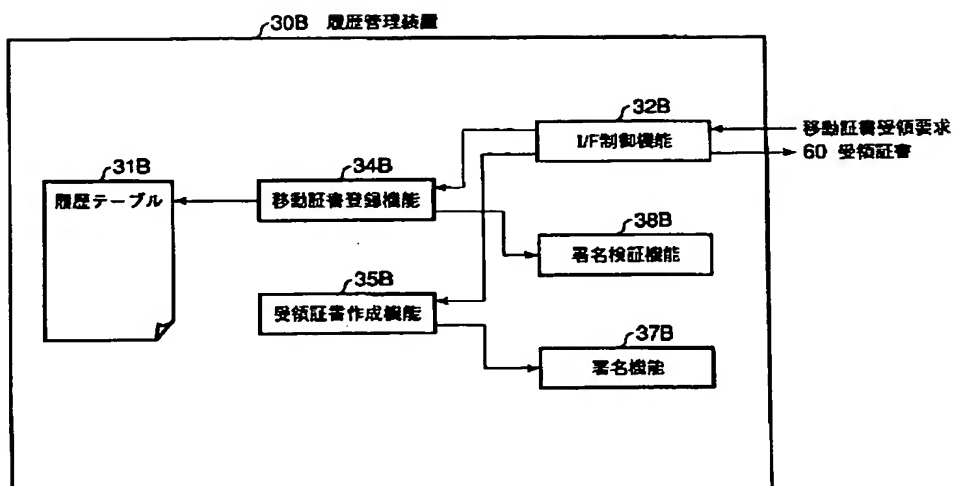 30B 履歴管理装置
32B
I/F制御機能
移動証書受領要求
60 受領証書
31B
履歴テーブル
34B
移動証書登録機能
38B
署名検証機能
35B
受領証書作成機能
37B
署名機能